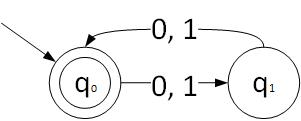 0, 1
q₀ 0, 1 q₁